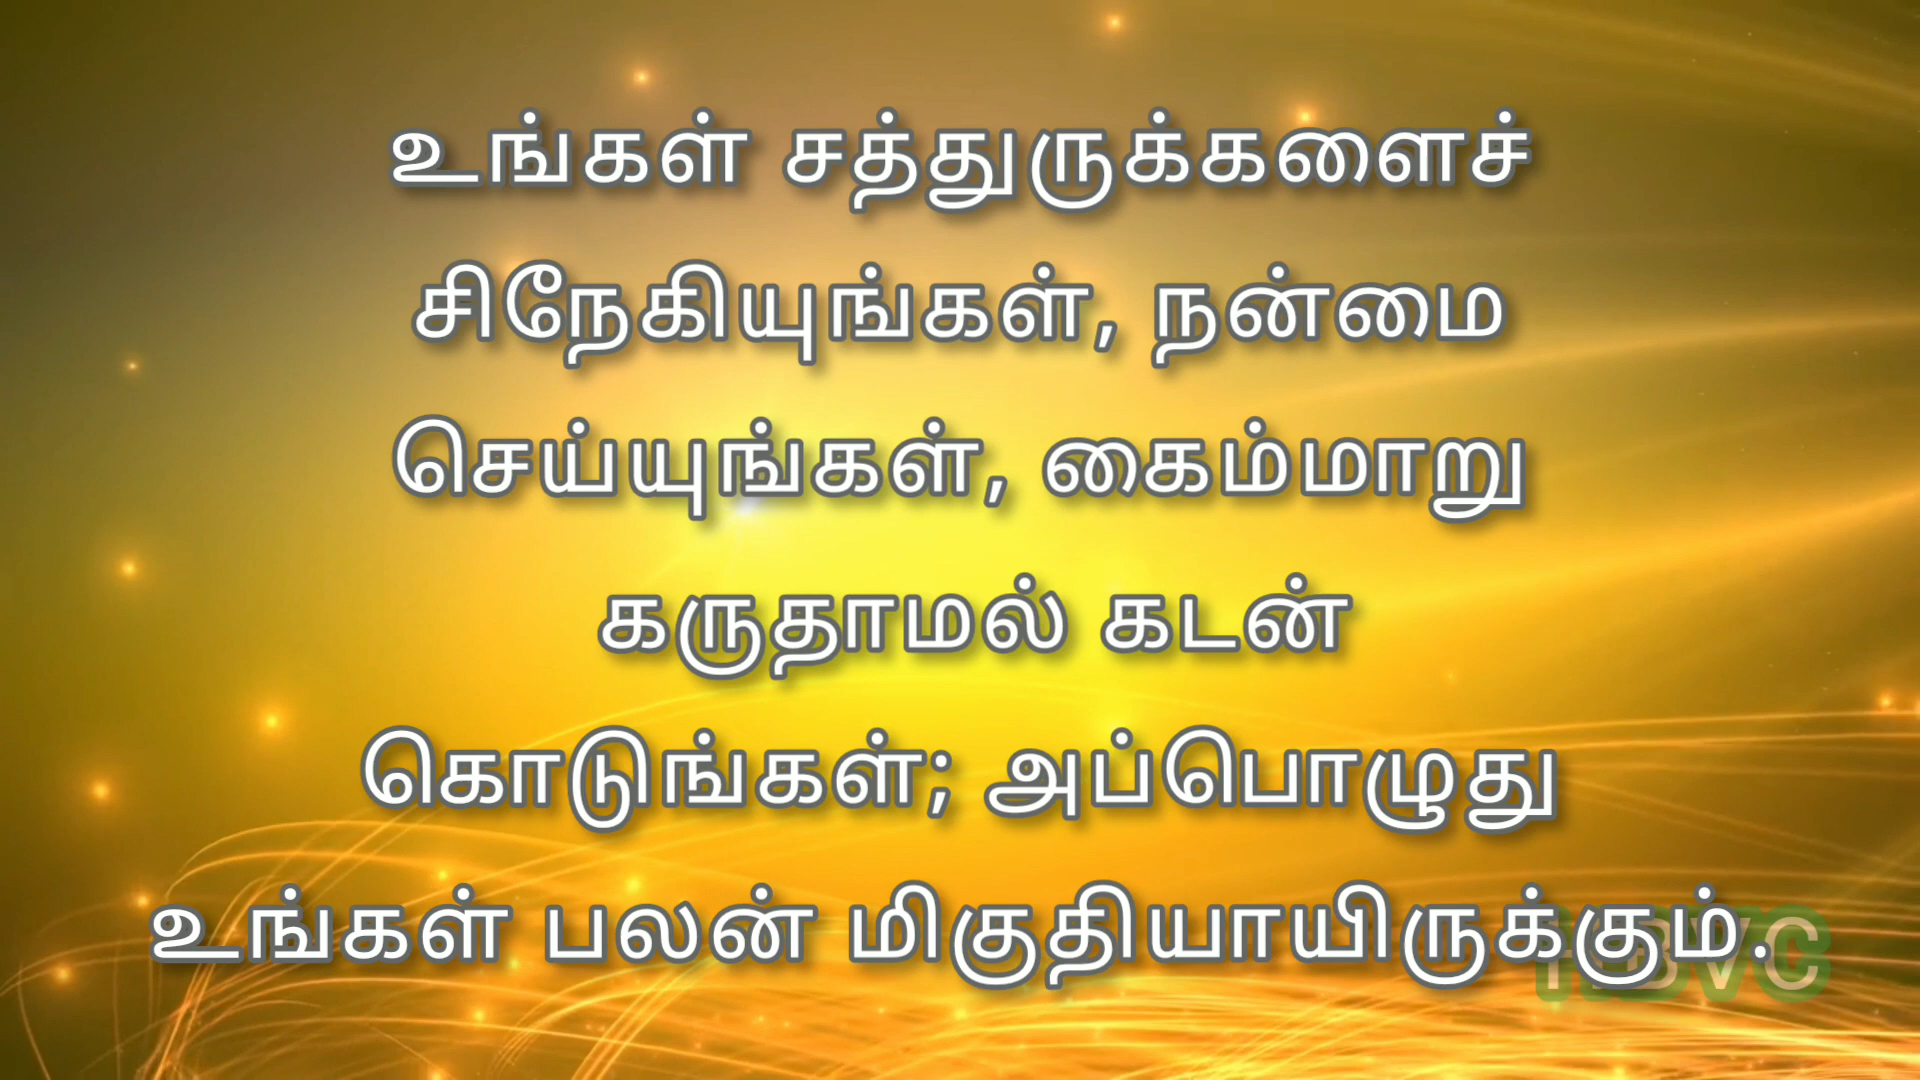 உங்கள் சத்துருக்களைச்
சிநேகியுங்கள், நன்மை
செய்யுங்கள், கைம்மாறு
கருதாமல் கடன்
கொடுங்கள்; அப்பொழுது
உங்கள் பலன் மிகுதியாயிருக்கும்.